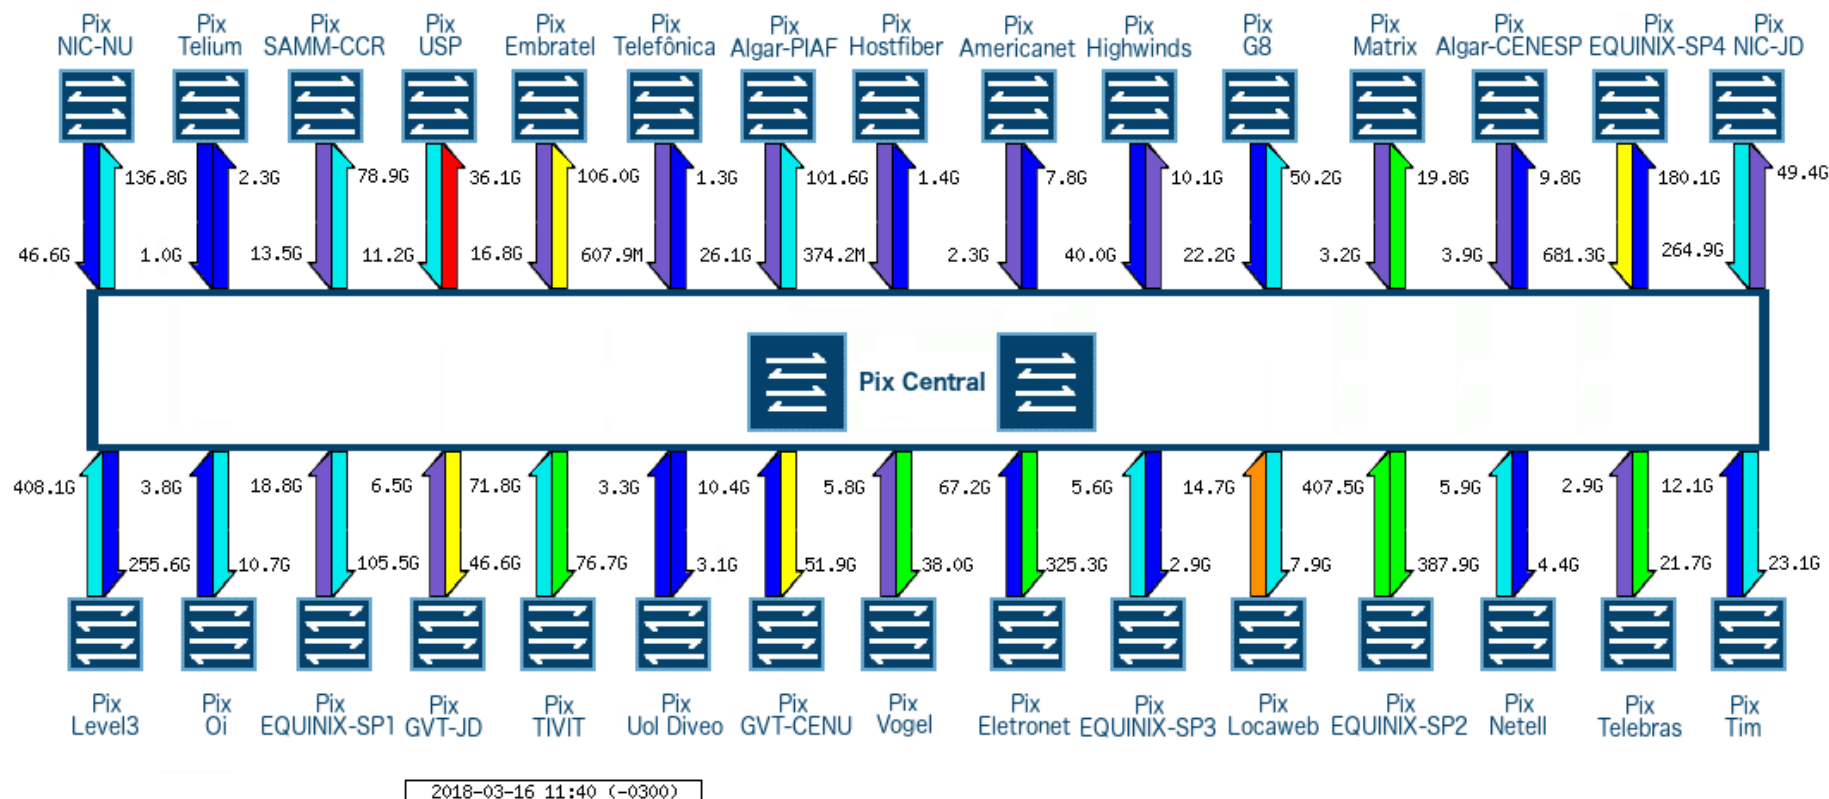 Pix
NIC-NU
Pix
Telium
Pix
SAMM-CCR
Pix
USP
Pix
Embratel
Pix
Telefônica
Pix
Algar-PIAF
Pix
Hostfiber
Pix
Americanet
Pix
Highwinds
Pix
G8
Pix
Matrix
Pix
Algar-CENESP
Pix
EQUINIX-SP4
Pix
NIC-JD
136.8G 2.3G 78.9G 36.1G 106.0G 1.3G 101.6G 1.4G 7.8G 10.1G 50.2G 19.8G 9.8G 180.1G 49.4G
46.6G 1.0G 13.5G 11.2G 16.8G 607.9M 26.1G 374.2M 2.3G 40.0G 22.2G 3.2G 3.9G 681.3G 264.9G
Pix Central
408.1G 3.8G 18.8G 6.5G 71.8G 3.3G 10.4G 5.8G 67.2G 5.6G 14.7G 407.5G 5.9G 2.9G 12.1G
255.6G 10.7G 105.5G 46.6G 76.7G 3.1G 51.9G 38.0G 325.3G 2.9G 7.9G 387.9G 4.4G 21.7G 23.1G
Pix
Level3
Pix
Oi
Pix
EQUINIX-SP1
Pix
GVT-JD
Pix
TIVIT
Pix
Uol Diveo
Pix
GVT-CENU
Pix
Vogel
Pix
Eletronet
Pix
EQUINIX-SP3
Pix
Locaweb
Pix
EQUINIX-SP2
Pix
Netell
Pix
Telebras
Pix
Tim
2018-03-16 11:40 (-0300)